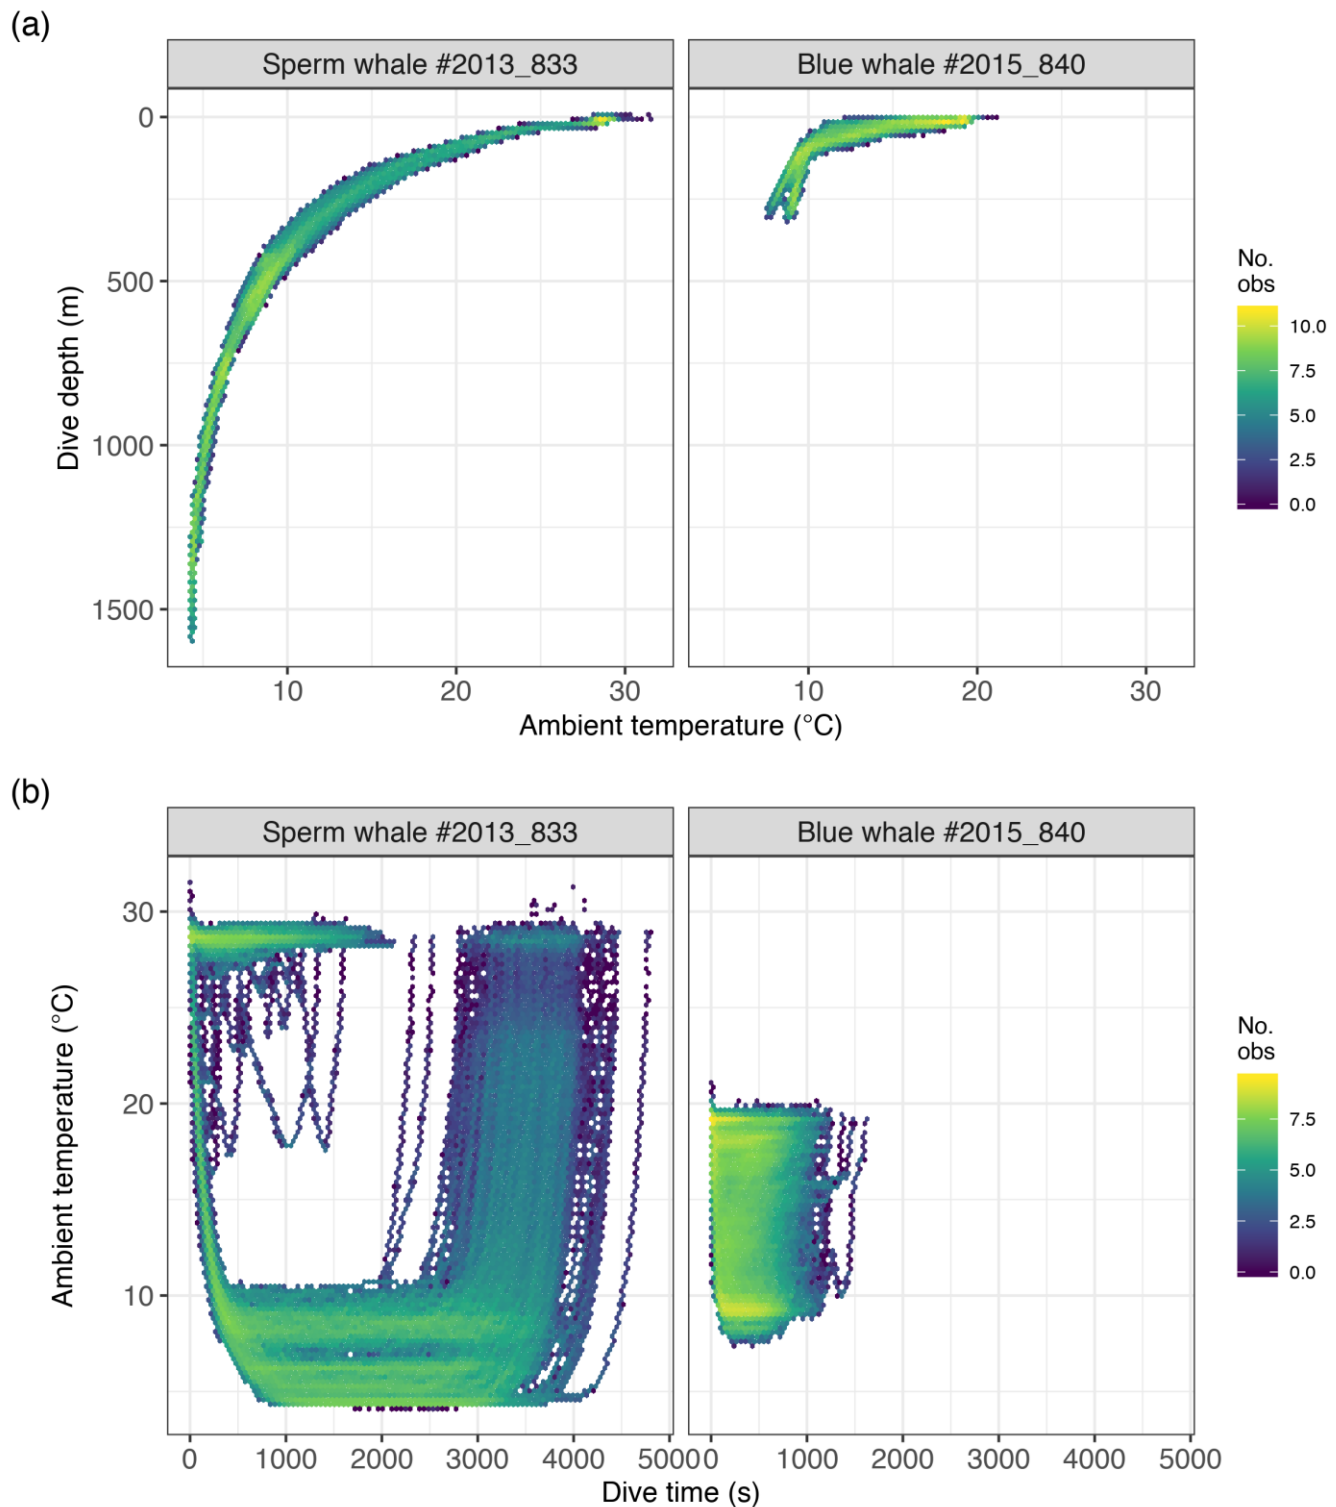 (a)
Sperm whale #2013_833
Blue whale #2015_840
0
500
1000
1500
Dive depth (m)
10
20
30
10
20
30
Ambient temperature (°C)
No.
obs
10.0
7.5
5.0
2.5
0.0
(b)
Sperm whale #2013_833
Blue whale #2015_840
30
20
10
Ambient temperature (°C)
0
1000
2000
3000
4000
5000
0
1000
2000
3000
4000
5000
Dive time (s)
No.
obs
7.5
5.0
2.5
0.0